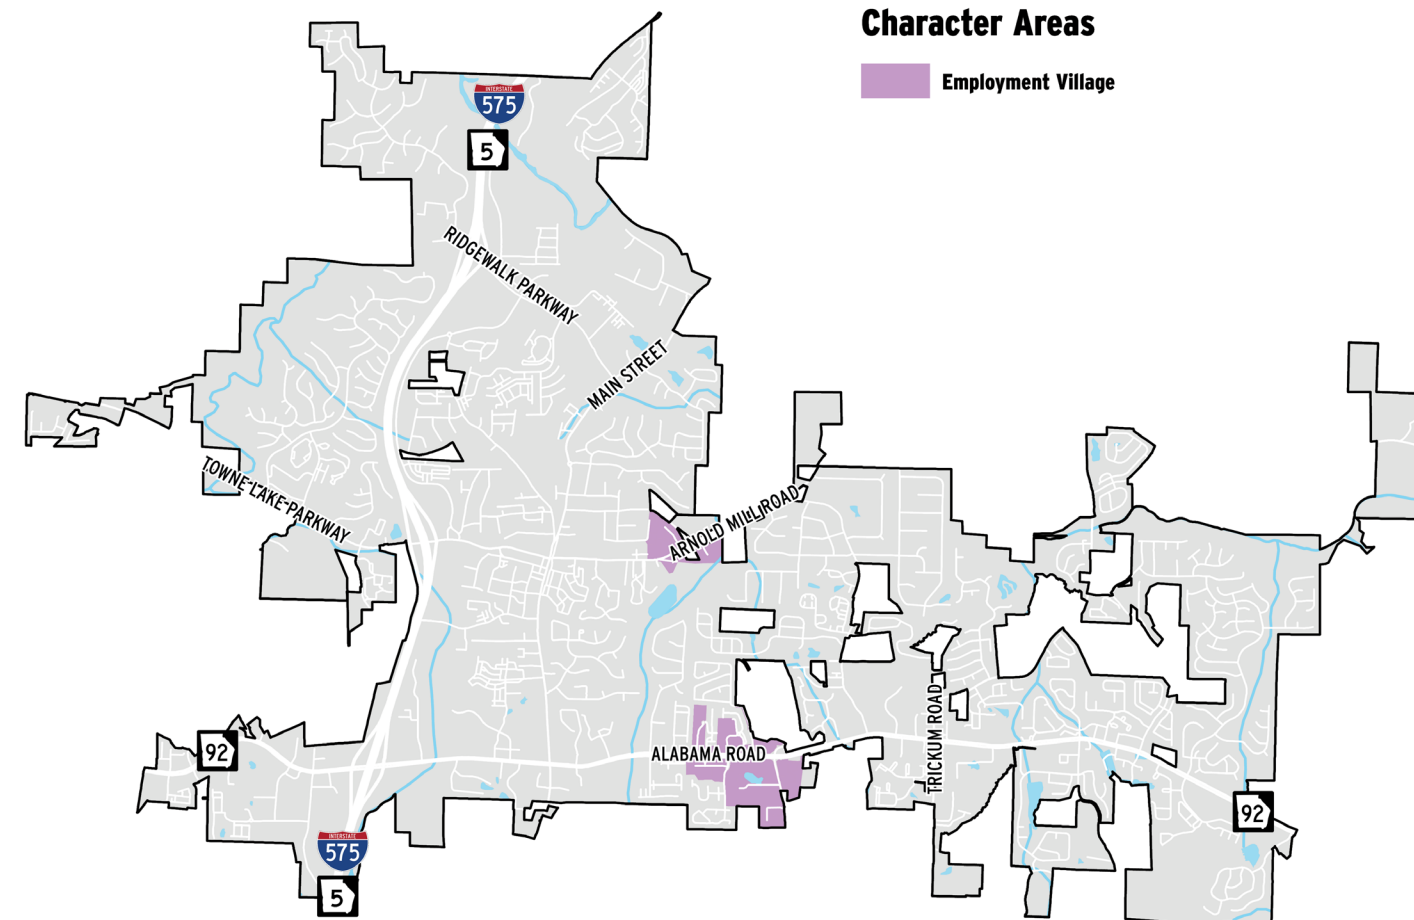 Character Areas
Employment Village
INTERSTATE
575
5
RIDGEWALK PARKWAY
MAIN STREET
TOWNE LAKE PARKWAY
ARNOLD MILL ROAD
TRICKUM ROAD
92
ALABAMA ROAD
92
INTERSTATE
575
5